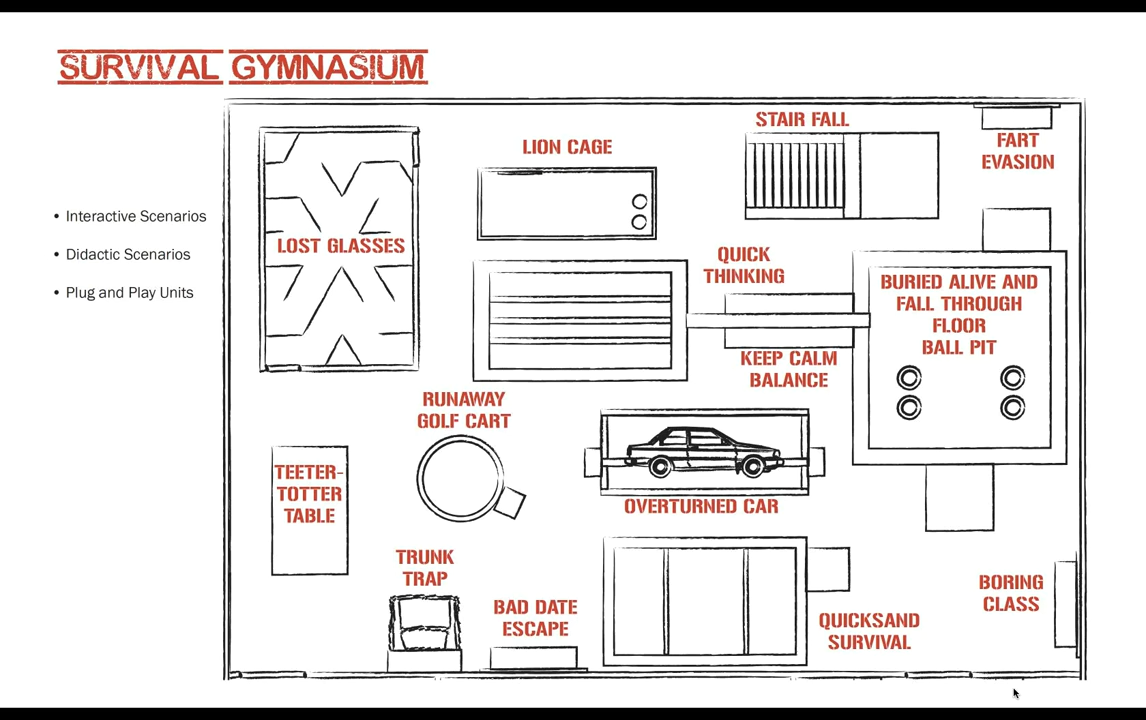 SURVIVAL GYMNASIUM
• Interactive Scenarios
• Didactic Scenarios
• Plug and Play Units
STAIR FALL
FART
EVASION
LION CAGE
LOST GLASSES
QUICK
THINKING
BURIED ALIVE AND
FALL THROUGH
FLOOR
BALL PIT
KEEP CALM
BALANCE
RUNAWAY
GOLF CART
TEETER-
TOTTER
TABLE
OVERTURNED CAR
TRUNK
TRAP
BAD DATE
ESCAPE
QUICKSAND
SURVIVAL
BORING
CLASS